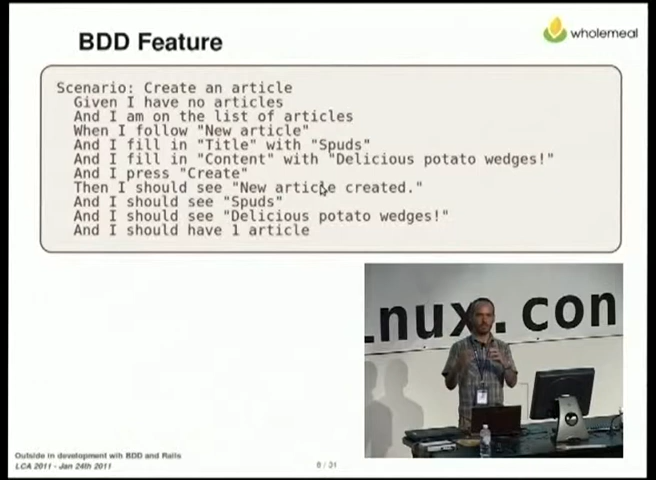 BDD Feature
wholemeal
Scenario: Create an article
Given I have no articles
And I am on the list of articles
When I follow "New article"
And I fill in "Title" with "Spuds"
And I fill in "Content" with "Delicious potato wedges!"
And I press "Create"
Then I should see "New article created."
And I should see "Spuds"
And I should see "Delicious potato wedges!"
And I should have 1 article
inux.con
Outside in development with BDD and Rails
LCA 2011 - Jan 24th 2011
8 / 31